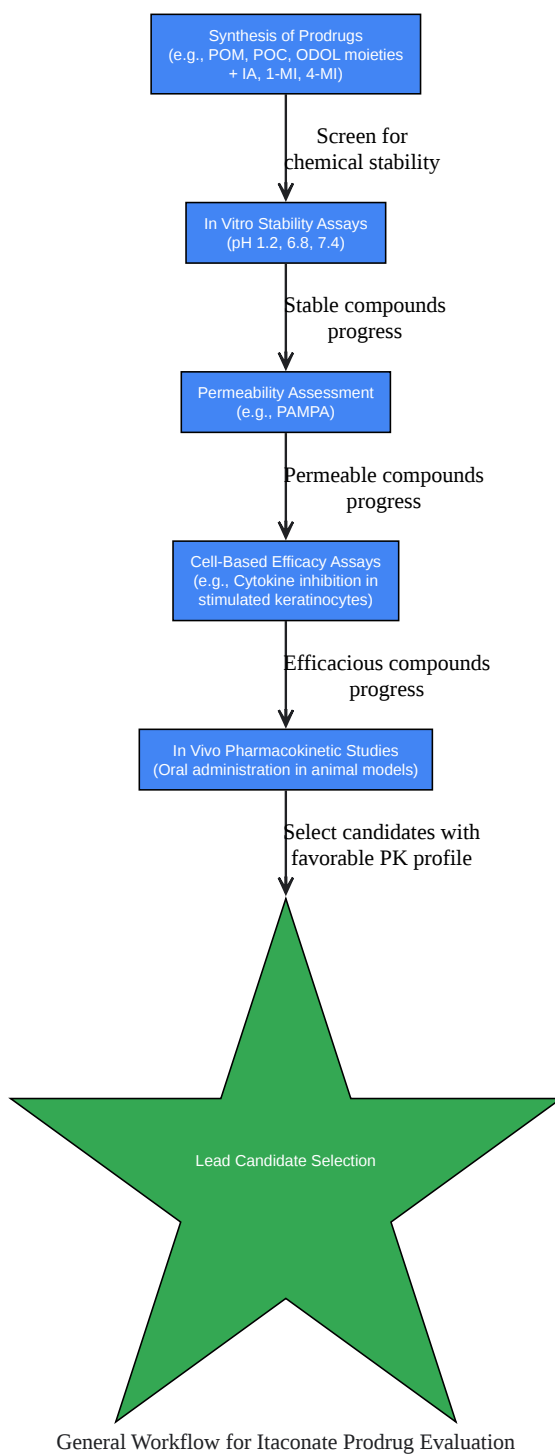 Synthesis of Prodrugs
(e.g., POM, POC, ODOL moieties
+ IA, 1-MI, 4-MI)
Screen for
chemical stability
In Vitro Stability Assays
(pH 1.2, 6.8, 7.4)
Stable compounds
progress
Permeability Assessment
(e.g., PAMPA)
Permeable compounds
progress
Cell-Based Efficacy Assays
(e.g., Cytokine inhibition in
stimulated keratinocytes)
Efficacious compounds
progress
In Vivo Pharmacokinetic Studies
(Oral administration in animal models)
Select candidates with
favorable PK profile
Lead Candidate Selection
General Workflow for Itaconate Prodrug Evaluation